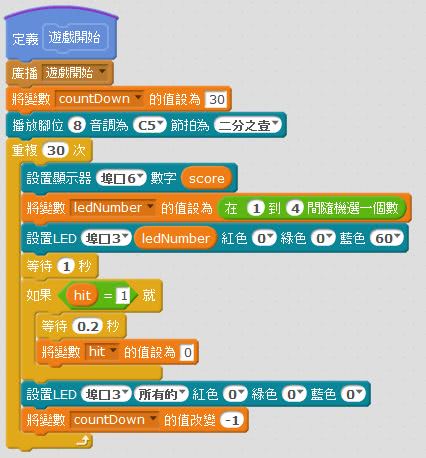 定義 遊戲開始
廣播 遊戲開始
將變數 countDown 的值設為 30
播放腳位 8 音調為 C5 節拍為 二分之壹
重複 30 次
設置顯示器 埠口6 數字 score
將變數 ledNumber 的值設為 在 1 到 4 間隨機選一個數
設置LED 埠口3 ledNumber 紅色 0 綠色 0 藍色 60
等待 1 秒
如果 hit = 1 就
等待 0.2 秒
將變數 hit 的值設為 0
設置LED 埠口3 所有的 紅色 0 綠色 0 藍色 0
將變數 countDown 的值改變 -1